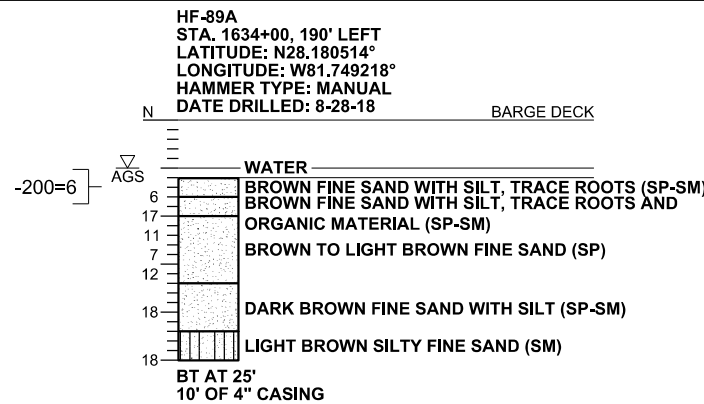 HF-89A
STA. 1634+00, 190' LEFT
LATITUDE: N28.180514°
LONGITUDE: W81.749218°
HAMMER TYPE: MANUAL
DATE DRILLED: 8-28-18
N
BARGE DECK
WATER
AGS
-200=6
BROWN FINE SAND WITH SILT, TRACE ROOTS (SP-SM)
6
BROWN FINE SAND WITH SILT, TRACE ROOTS AND
17
ORGANIC MATERIAL (SP-SM)
11
7
BROWN TO LIGHT BROWN FINE SAND (SP)
12
18
DARK BROWN FINE SAND WITH SILT (SP-SM)
LIGHT BROWN SILTY FINE SAND (SM)
18
BT AT 25'
10' OF 4" CASING